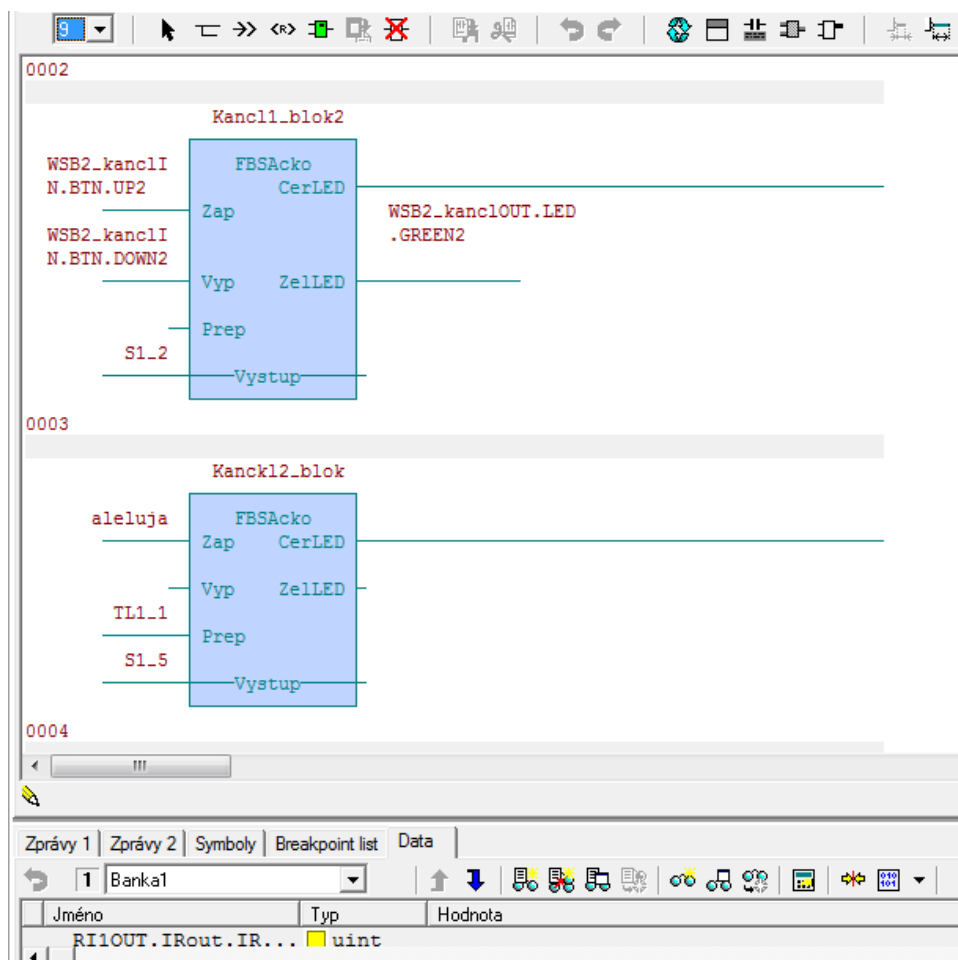 9
<R>
0002
Kancl1_blok2
WSB2_kanclI
N.BTN.UP2
FBSAcko
CerLED
Zap
WSB2_kanclOUT.LED
.GREEN2
WSB2_kanclI
N.BTN.DOWN2
Vyp ZelLED
Prep
S1_2
Vystup
0003
Kanckl2_blok
aleluja
FBSAcko
Zap CerLED
Vyp ZelLED
TL1_1
Prep
S1_5
Vystup
0004
Zprávy 1 Zprávy 2 Symboly Breakpoint list Data
1 Banka1
Jméno Typ Hodnota
RI1OUT.IRout.IR... uint